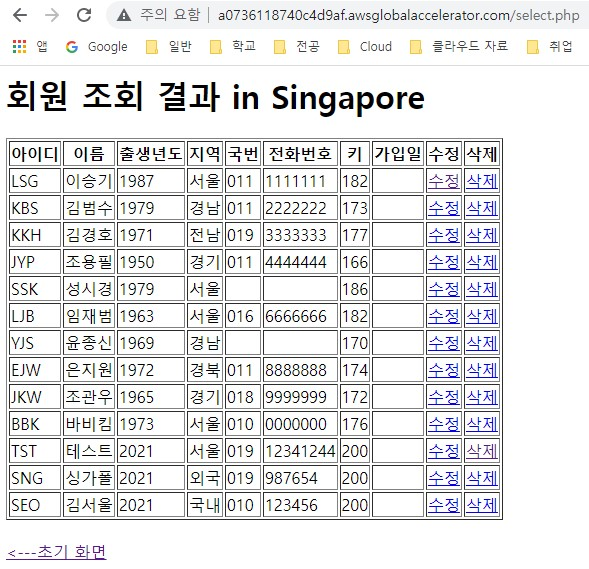 주의 요함 | a0736118740c4d9af.awsglobalaccelerator.com/select.php
앱 Google 일반 학교 전공 Cloud 클라우드 자료 취업
회원 조회 결과 in Singapore
아이디 이름 출생년도 지역 국번 전화번호 키 가입일 수정 삭제
LSG 이승기 1987 서울 011 1111111 182 수정 삭제
KBS 김범수 1979 경남 011 2222222 173 수정 삭제
KKH 김경호 1971 전남 019 3333333 177 수정 삭제
JYP 조용필 1950 경기 011 4444444 166 수정 삭제
SSK 성시경 1979 서울 186 수정 삭제
LJB 임재범 1963 서울 016 6666666 182 수정 삭제
YJS 윤종신 1969 경남 170 수정 삭제
EJW 은지원 1972 경북 011 8888888 174 수정 삭제
JKW 조관우 1965 경기 018 9999999 172 수정 삭제
BBK 바비킴 1973 서울 010 0000000 176 수정 삭제
TST 테스트 2021 서울 019 12341244 200 수정 삭제
SNG 싱가폴 2021 외국 019 987654 200 수정 삭제
SEO 김서울 2021 국내 010 123456 200 수정 삭제
<---초기 화면